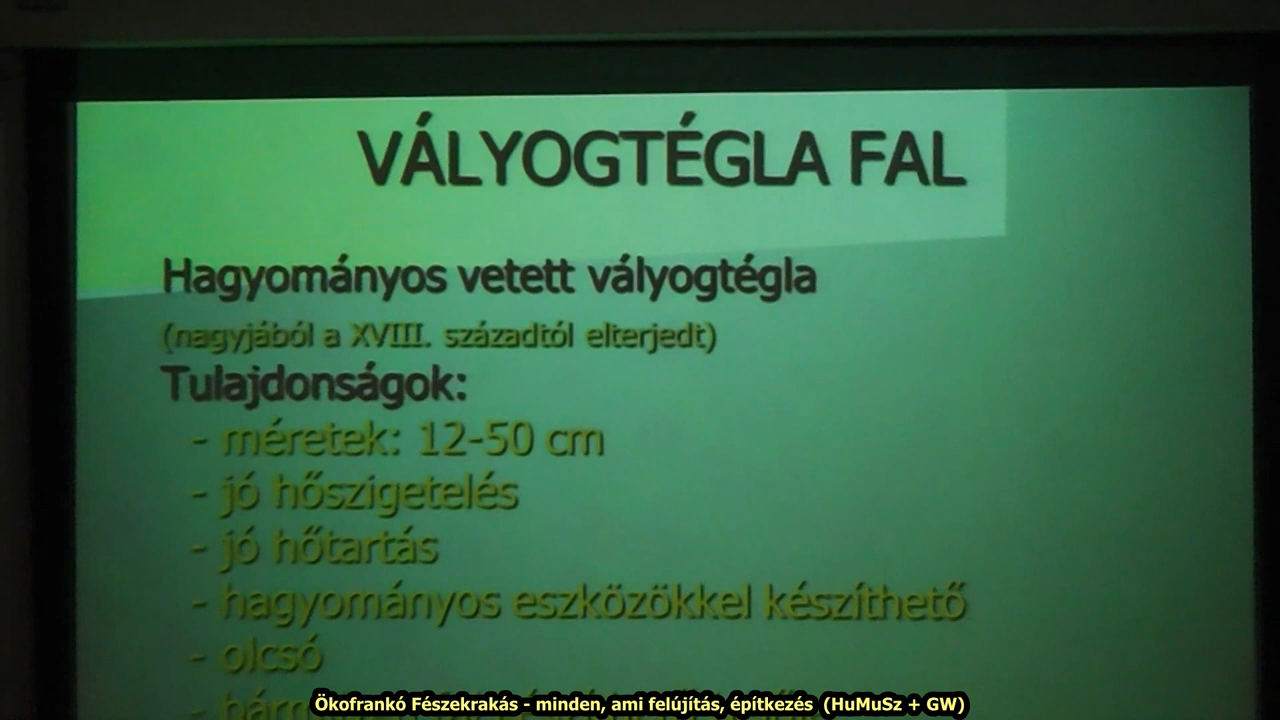 VÁLYOGTÉGLA FAL
Hagyományos vetett vályogtégla
(nagyjából a XVIII. századtól elterjedt)
Tulajdonságok:
- méretek: 12-50 cm
- jó hőszigetelés
- jó hőtartás
- hagyományos eszközökkel készíthető
- olcsó
Ökofrankó Fészekrakás - minden, ami felújítás, építkezés (HuMuSz + GW)